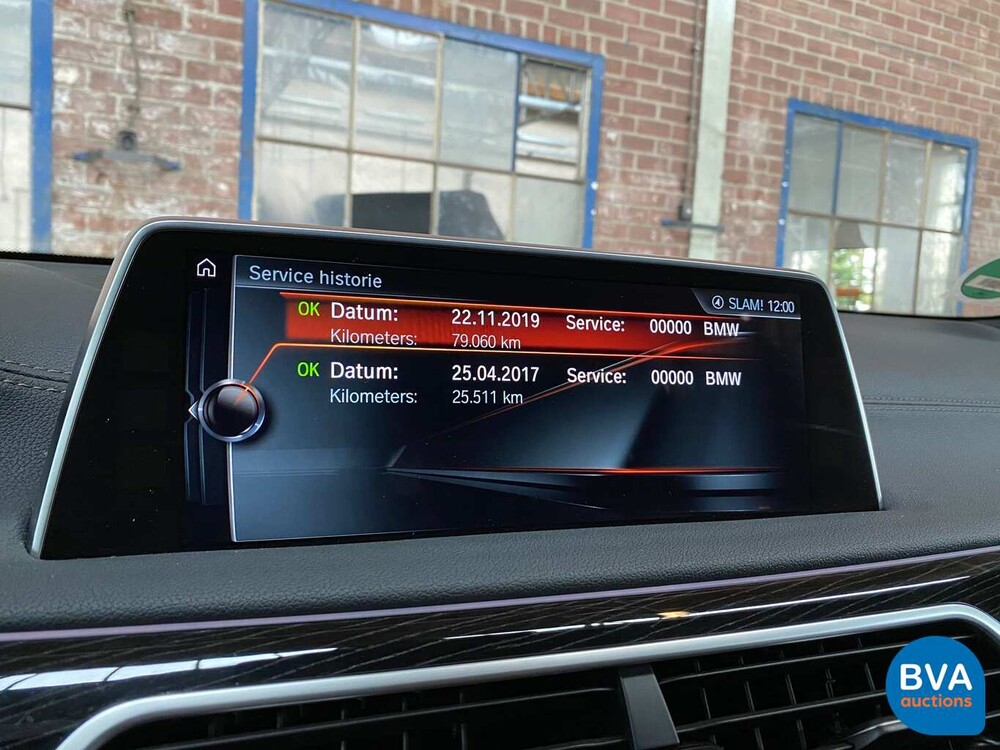 Service historie
④ SLAM! 12:00
OK Datum: 22.11.2019 Service: 00000 BMW
Kilometers: 79.060 km
OK Datum: 25.04.2017 Service: 00000 BMW
Kilometers: 25.511 km
BVA
auctions